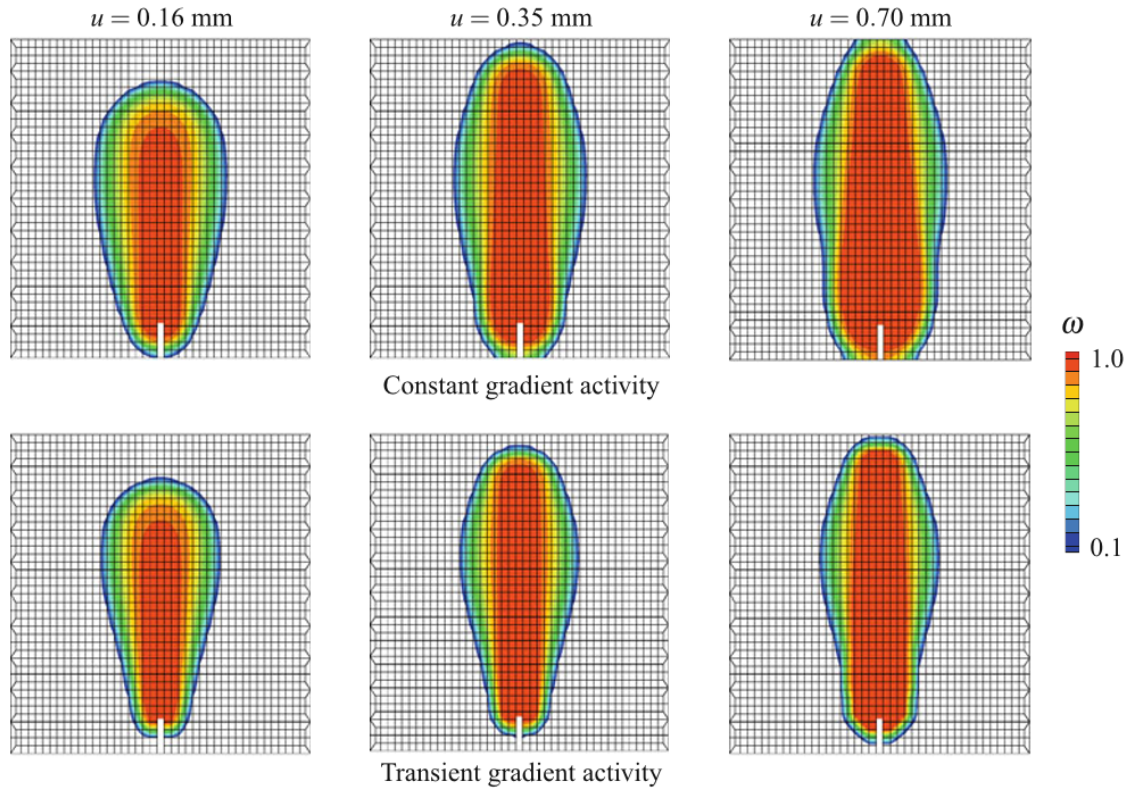 u = 0.16 mm
u = 0.35 mm
u = 0.70 mm
Constant gradient activity
ω
1.0
0.1
Transient gradient activity